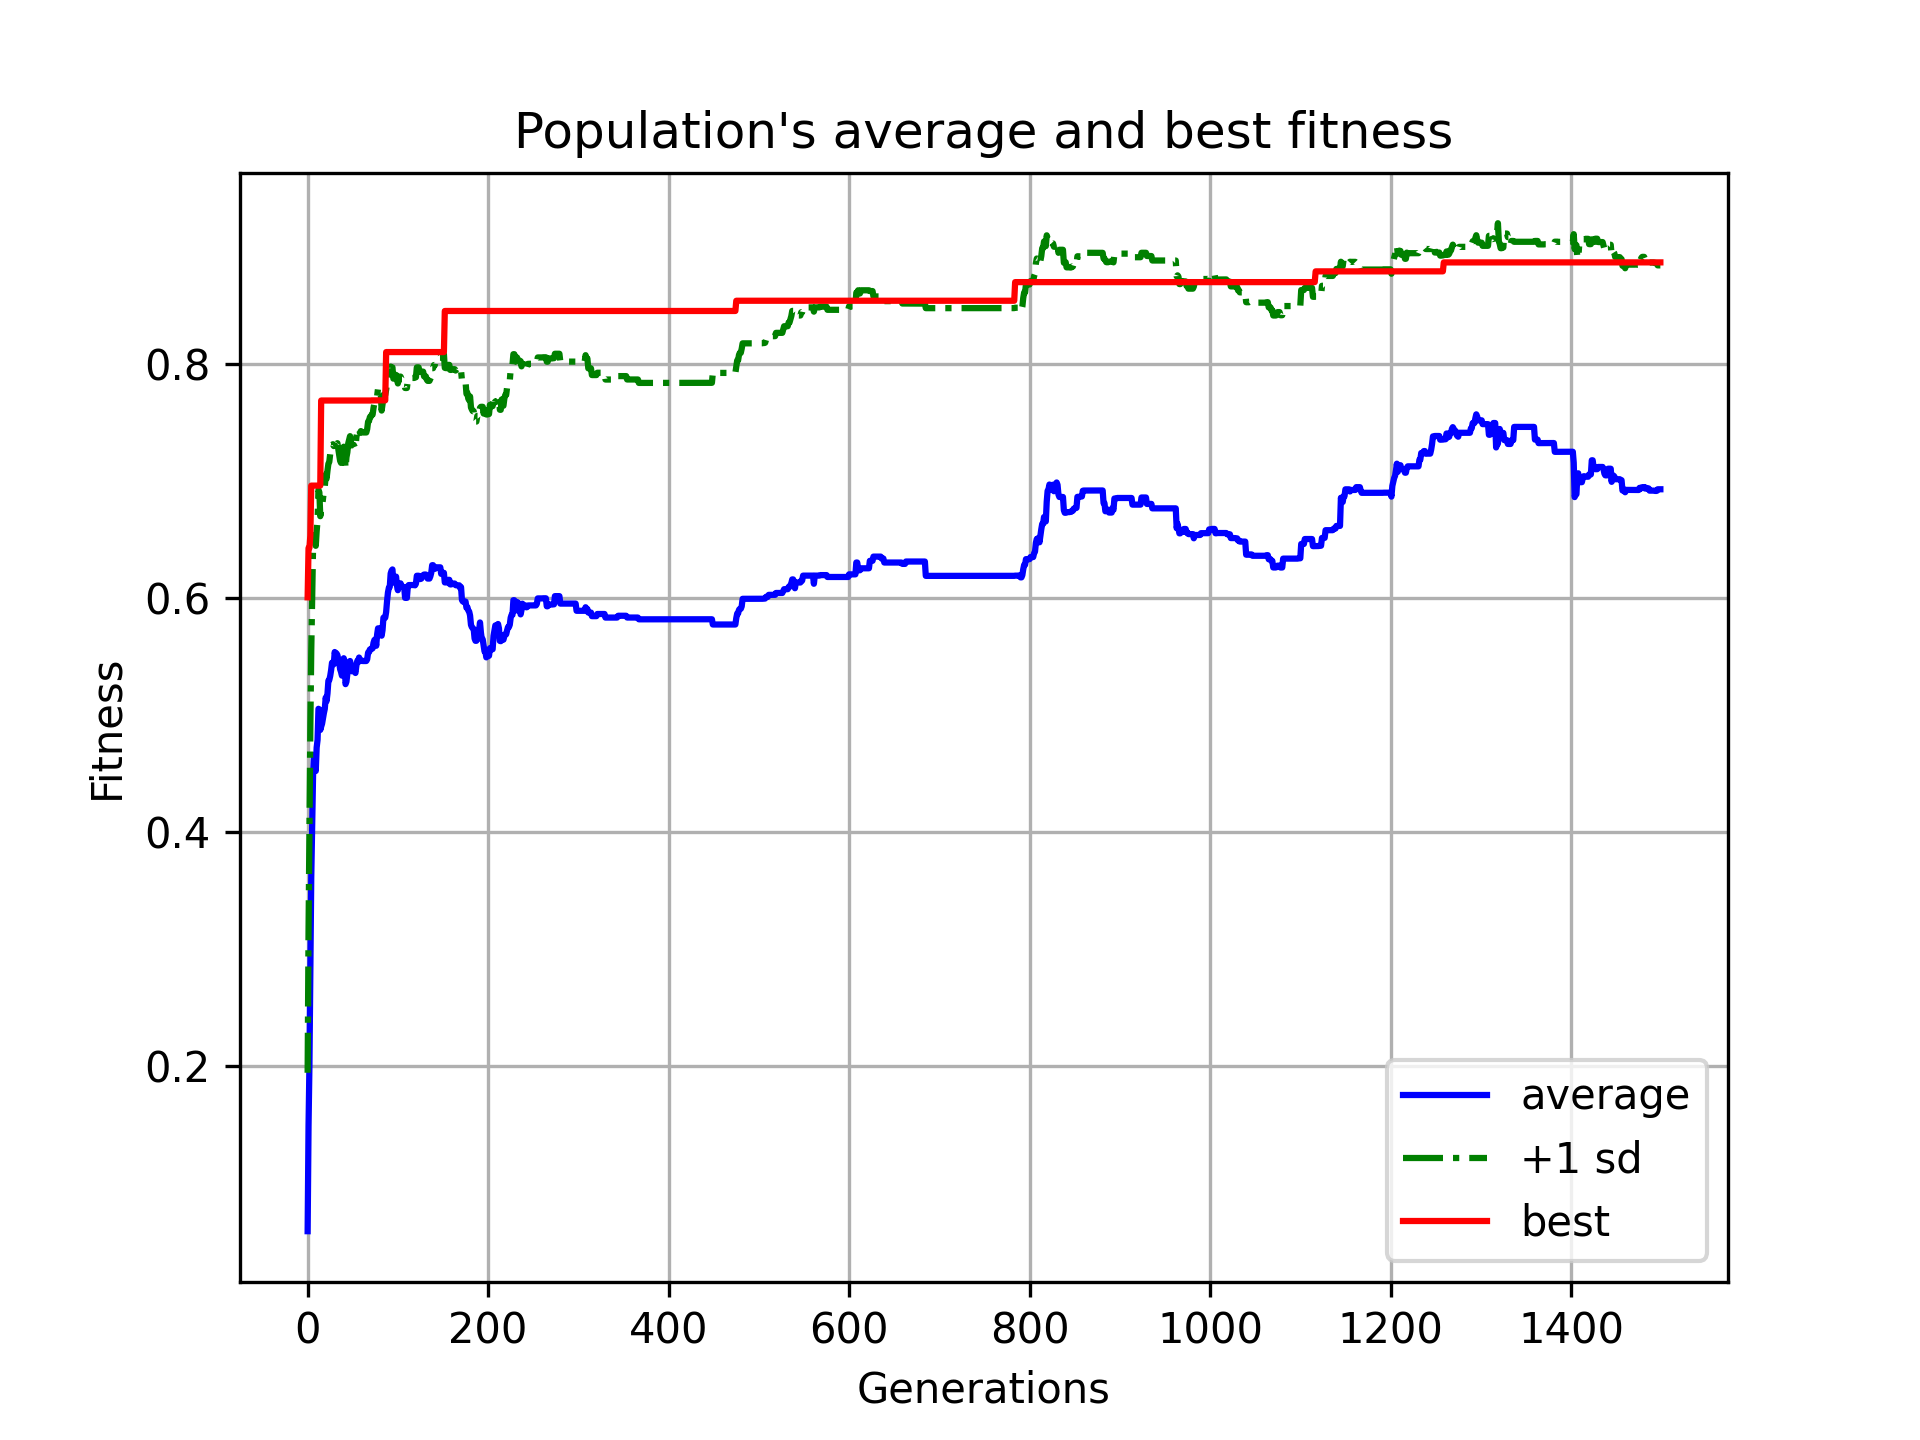 Population's average and best fitness
Fitness
0.8
0.6
0.4
0.2
0 200 400 600 800 1000 1200 1400
Generations
average
+1 sd
best